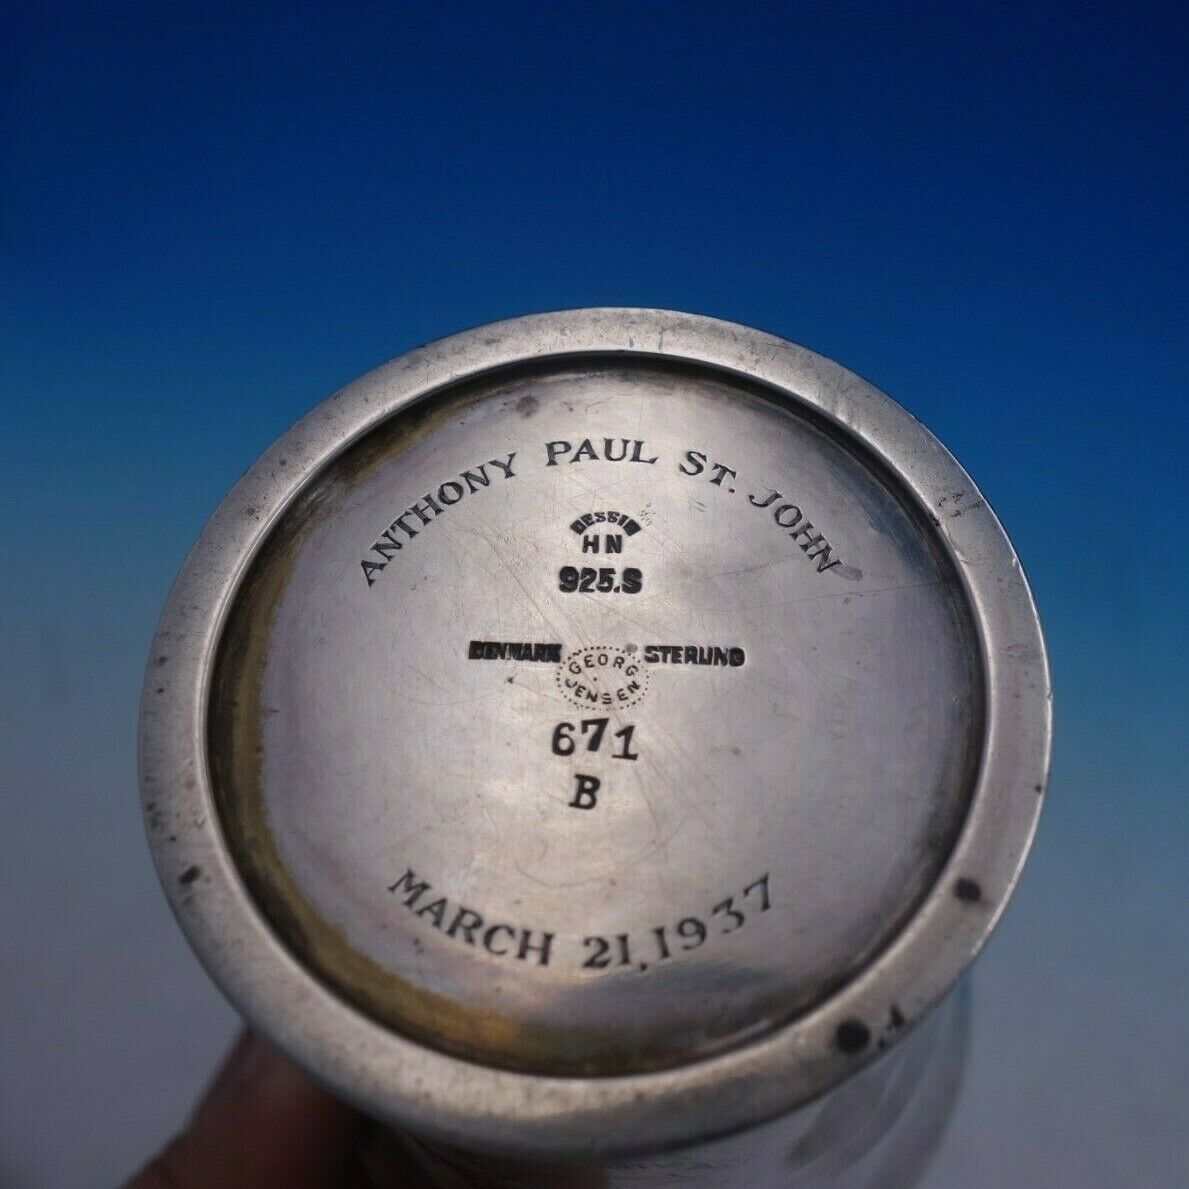 ANTHONY PAUL ST. JOHN
DESSIN
HN
925.S
DENMARK GEORG JENSEN STERLING
671
B
MARCH 21, 1937